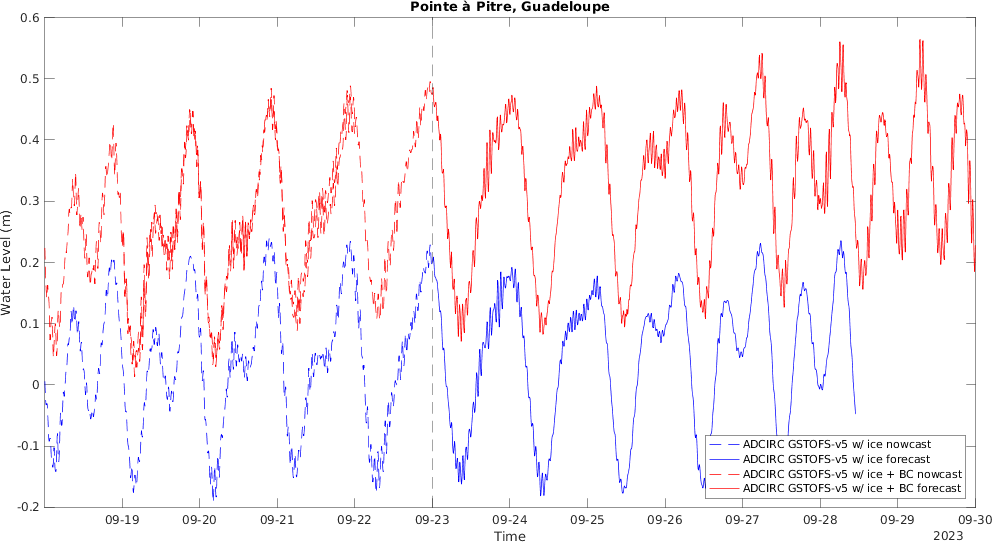 Pointe à Pitre, Guadeloupe
0.6
0.5
0.4
0.3
0.2
0.1
0
-0.1
-0.2
Water Level (m)
ADCIRC GSTOFS-v5 w/ ice nowcast
ADCIRC GSTOFS-v5 w/ ice forecast
ADCIRC GSTOFS-v5 w/ ice + BC nowcast
ADCIRC GSTOFS-v5 w/ ice + BC forecast
09-19 09-20 09-21 09-22 09-23 09-24 09-25 09-26 09-27 09-28 09-29 09-30
Time
2023